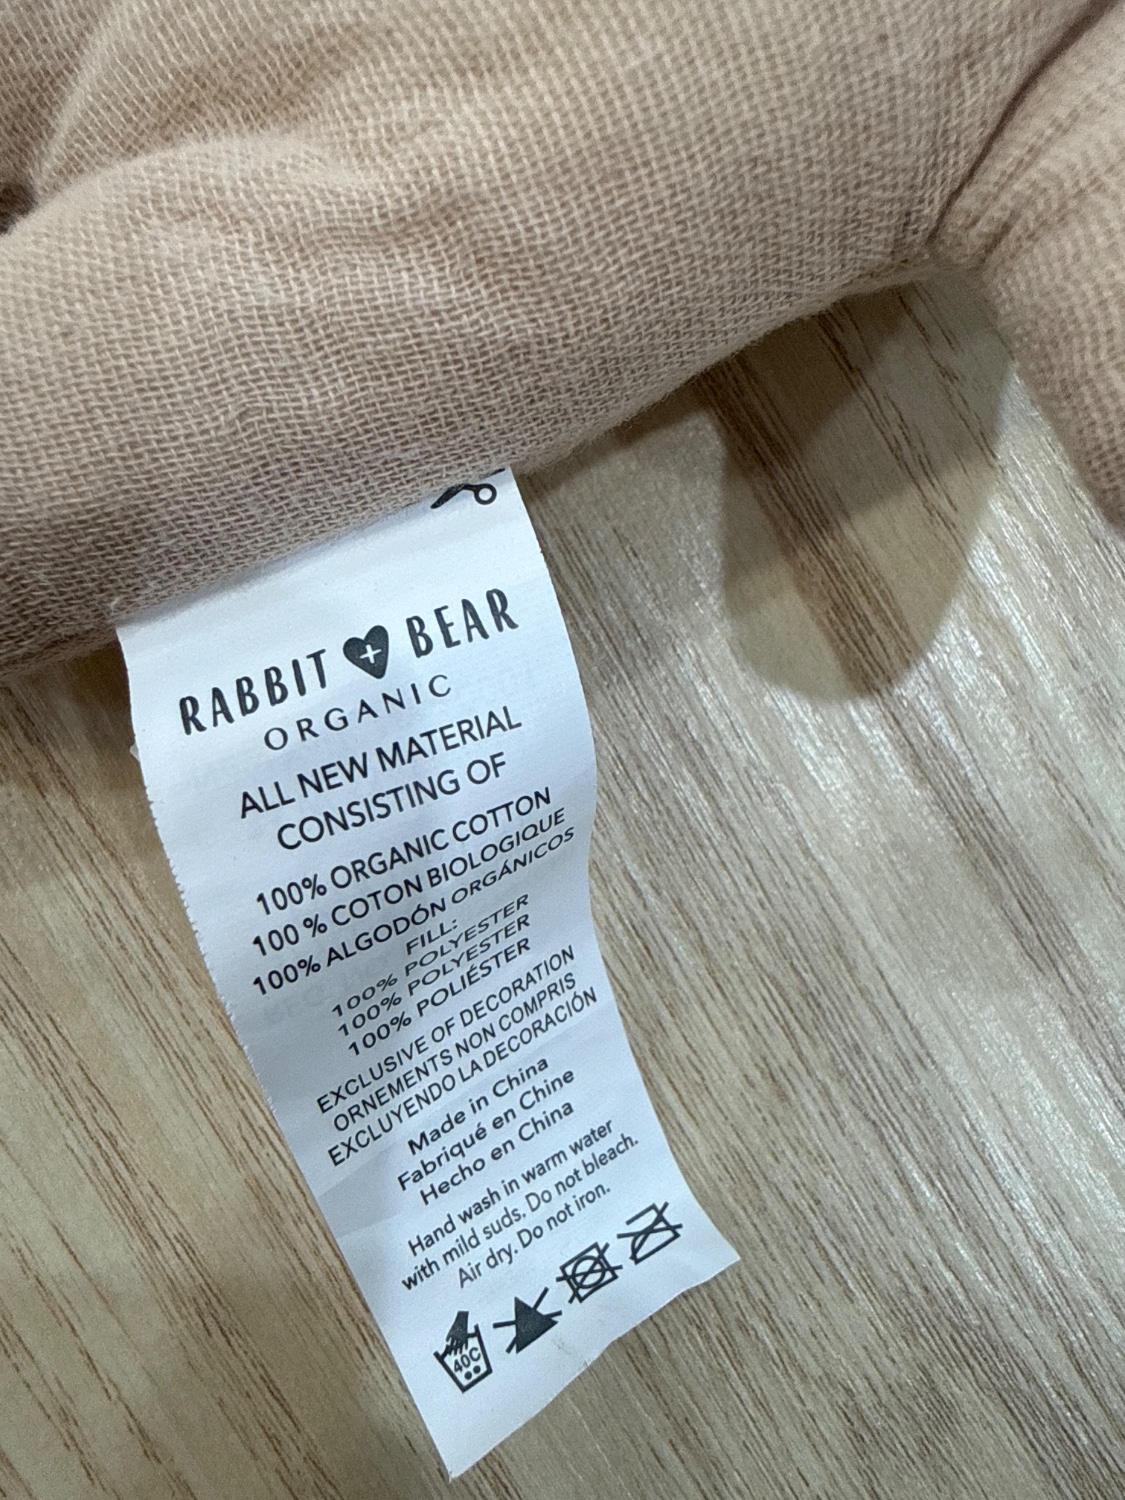 RABBIT + BEAR
ORGANIC
ALL NEW MATERIAL
CONSISTING OF
100% ORGANIC COTTON
100% COTON BIOLOGIQUE
100% ALGODÓN ORGÁNICOS
FILL:
100% POLYESTER
100% POLYESTER
100% POLIÉSTER
EXCLUSIVE OF DECORATION
ORNEMENTS NON COMPRIS
EXCLUYENDO LA DECORACIÓN
Made in China
Fabriqué en Chine
Hecho en China
Hand wash in warm water
with mild suds. Do not bleach.
Air dry. Do not iron.
40C